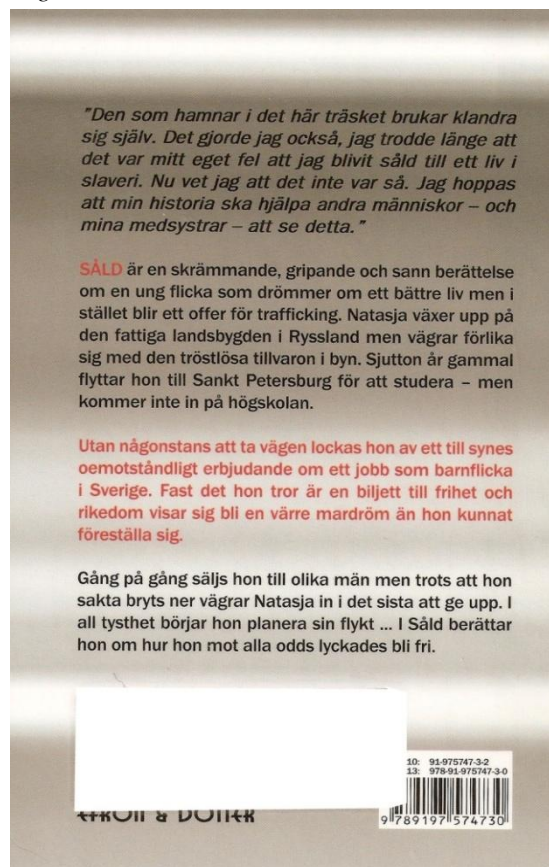 "Den som hamnar i det här träsket brukar klandra
sig själv. Det gjorde jag också, jag trodde länge att
det var mitt eget fel att jag blivit såld till ett liv i
slaveri. Nu vet jag att det inte var så. Jag hoppas
att min historia ska hjälpa andra människor – och
mina medsystrar – att se detta."
SÅLD är en skrämmande, gripande och sann berättelse
om en ung flicka som drömmer om ett bättre liv men i
stället blir ett offer för trafficking. Natasja växer upp på
den fattiga landsbygden i Ryssland men vägrar förlika
sig med den tröstlösa tillvaron i byn. Sjutton år gammal
flyttar hon till Sankt Petersburg för att studera – men
kommer inte in på högskolan.
Utan någonstans att ta vägen lockas hon av ett till synes
oemotståndligt erbjudande om ett jobb som barnflicka
i Sverige. Fast det hon tror är en biljett till frihet och
rikedom visar sig bli en värre mardröm än hon kunnat
föreställa sig.
Gång på gång säljs hon till olika män men trots att hon
sakta bryts ner vägrar Natasja in i det sista att ge upp. I
all tysthet börjar hon planera sin flykt ... I Såld berättar
hon om hur hon mot alla odds lyckades bli fri.
10: 91-975747-3-2
13: 978-91-975747-3-0
9 789197 574730